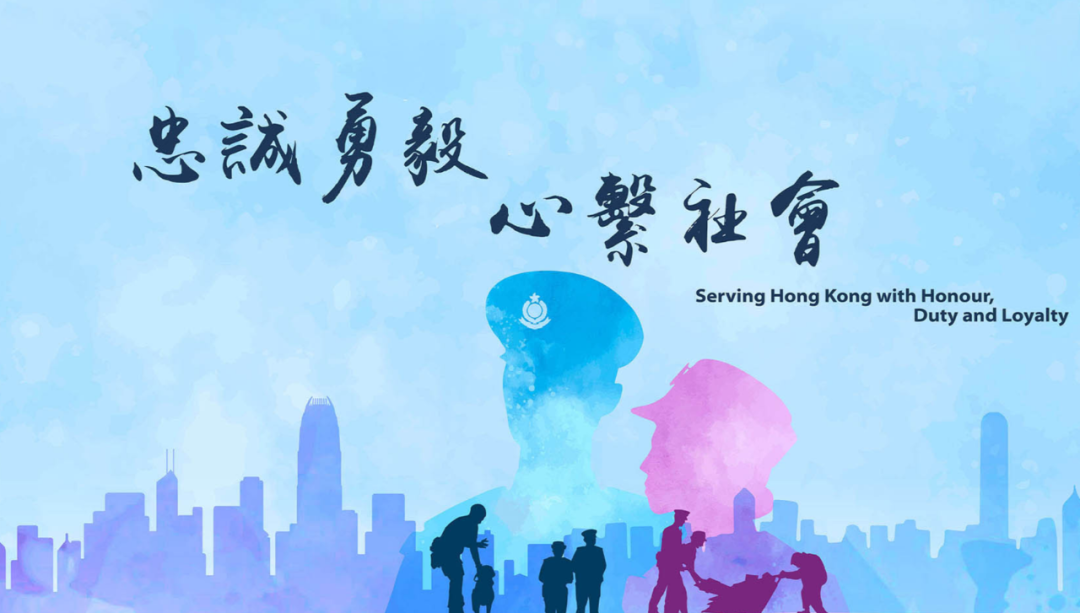 忠誠勇毅
心繫社會
Serving Hong Kong with Honour,
Duty and Loyalty